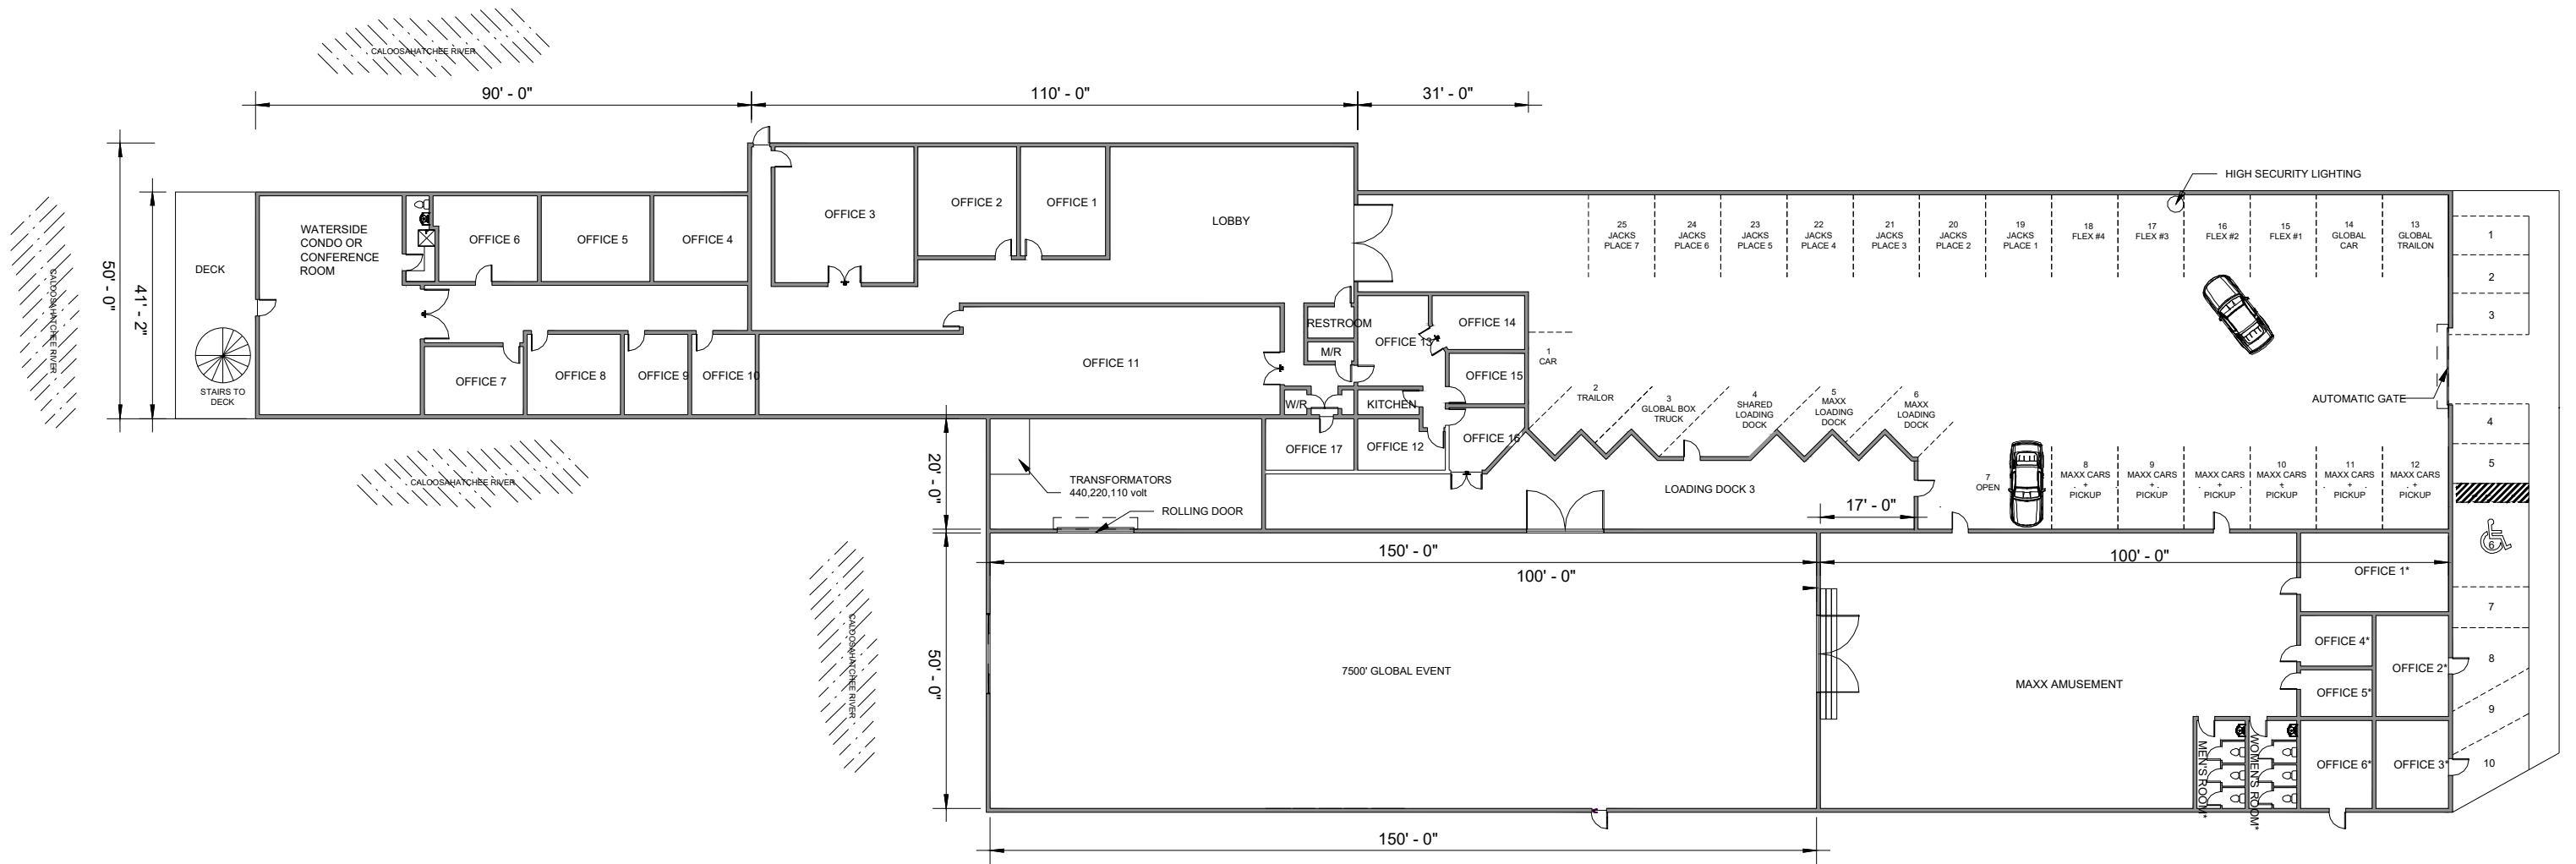 CALOOSAHATCHEE RIVER
90' - 0"
110' - 0"
31' - 0"
HIGH SECURITY LIGHTING
50' - 0"
41' - 2"
CALOOSAHATCHEE RIVER
DECK
STAIRS TO
DECK
WATERSIDE
CONDO OR
CONFERENCE
ROOM
OFFICE 6
OFFICE 5
OFFICE 4
OFFICE 3
OFFICE 2
OFFICE 1
LOBBY
OFFICE 7
OFFICE 8
OFFICE 9
OFFICE 10
OFFICE 11
RESTROOM
M/R
W/R
KITCHEN
OFFICE 13
OFFICE 14
OFFICE 15
OFFICE 16
OFFICE 12
OFFICE 17
25
JACKS
PLACE 7
24
JACKS
PLACE 6
23
JACKS
PLACE 5
22
JACKS
PLACE 4
21
JACKS
PLACE 3
20
JACKS
PLACE 2
19
JACKS
PLACE 1
18
FLEX #4
17
FLEX #3
16
FLEX #2
15
FLEX #1
14
GLOBAL
CAR
13
GLOBAL
TRAILON
1
2
3
AUTOMATIC GATE
4
5
6
7
8
9
10
1
CAR
2
TRAILOR
3
GLOBAL BOX
TRUCK
4
SHARED
LOADING
DOCK
5
MAXX
LOADING
DOCK
6
MAXX
LOADING
DOCK
7
OPEN
8
MAXX CARS
+
PICKUP
9
MAXX CARS
+
PICKUP
MAXX CARS
+
PICKUP
10
MAXX CARS
+
PICKUP
11
MAXX CARS
+
PICKUP
12
MAXX CARS
+
PICKUP
CALOOSAHATCHEE RIVER
20' - 0"
TRANSFORMATORS
440,220,110 volt
ROLLING DOOR
LOADING DOCK 3
17' - 0"
150' - 0"
100' - 0"
100' - 0"
CALOOSAHATCHEE RIVER
50' - 0"
7500' GLOBAL EVENT
MAXX AMUSEMENT
OFFICE 1*
OFFICE 4*
OFFICE 2*
OFFICE 5*
OFFICE 6*
OFFICE 3*
MEN'S ROOM*
WOMEN'S ROOM*
150' - 0"